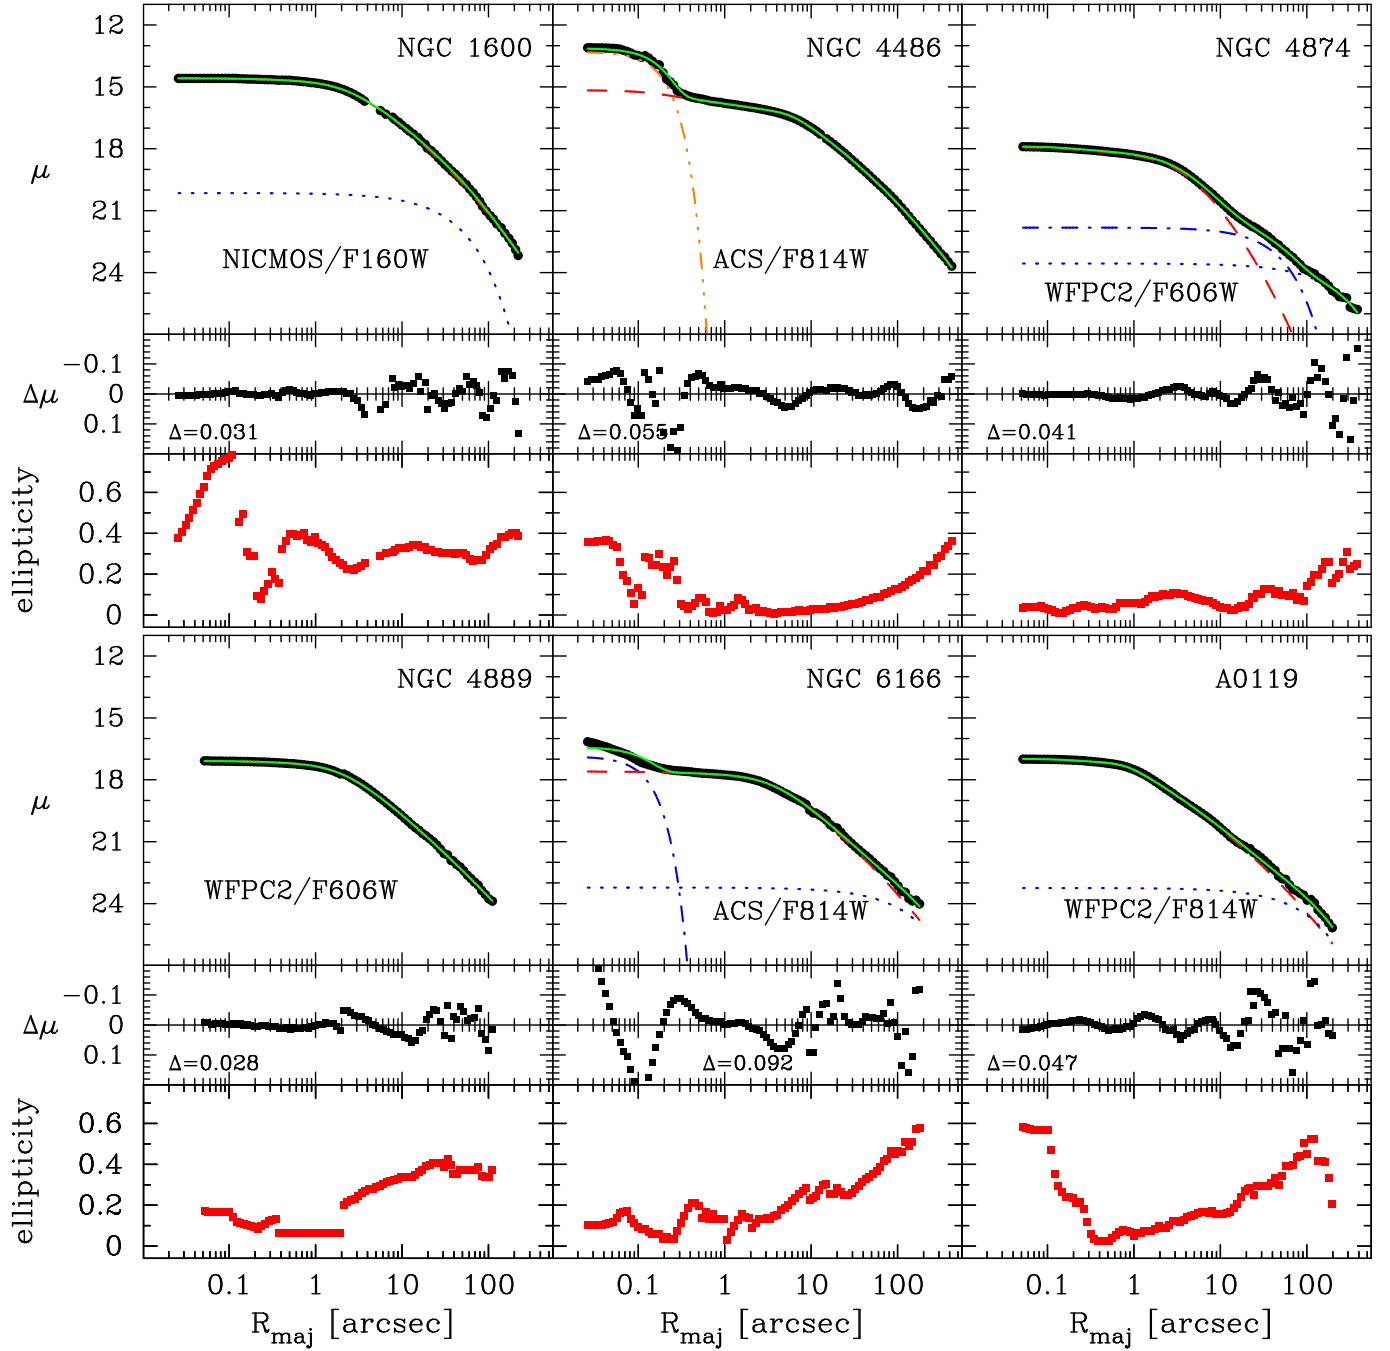 12
15
18
21
24
μ
NGC 1600
NICMOS/F160W
NGC 4486
ACS/F814W
NGC 4874
WFPC2/F606W
−0.1
0
0.1
Δμ
Δ=0.031
Δ=0.055
Δ=0.041
0.6
0.4
0.2
0
ellipticity
12
15
18
21
24
μ
NGC 4889
WFPC2/F606W
NGC 6166
ACS/F814W
A0119
WFPC2/F814W
−0.1
0
0.1
Δμ
Δ=0.028
Δ=0.092
Δ=0.047
0.6
0.4
0.2
0
ellipticity
0.1 1 10 100 0.1 1 10 100 0.1 1 10 100
R_maj [arcsec] R_maj [arcsec] R_maj [arcsec]